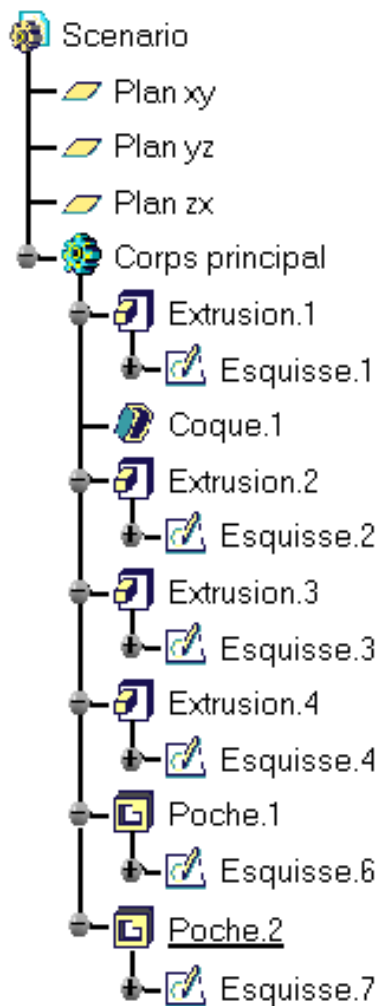 Scenario
Plan xy
Plan yz
Plan zx
Corps principal
Extrusion.1
Esquisse.1
Coque.1
Extrusion.2
Esquisse.2
Extrusion.3
Esquisse.3
Extrusion.4
Esquisse.4
Poche.1
Esquisse.6
Poche.2
Esquisse.7